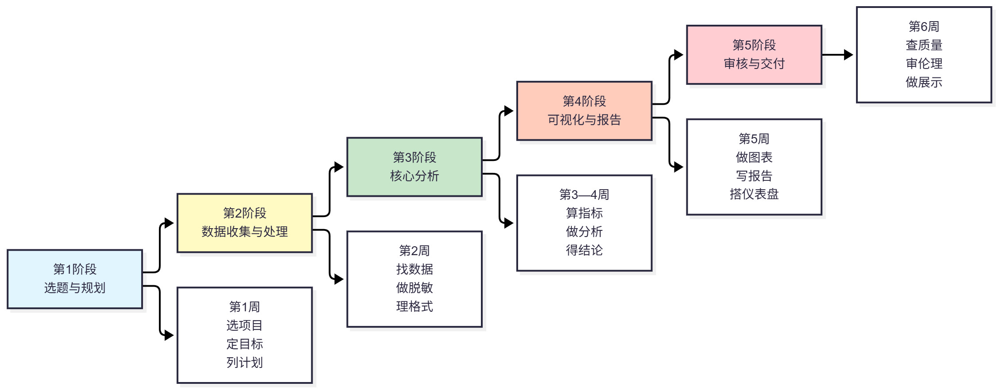 第1阶段
选题与规划
第1周
选项目
定目标
列计划
第2阶段
数据收集与处理
第2周
找数据
做脱敏
理格式
第3阶段
核心分析
第3—4周
算指标
做分析
得结论
第4阶段
可视化与报告
第5周
做图表
写报告
搭仪表盘
第5阶段
审核与交付
第6周
查质量
审伦理
做展示